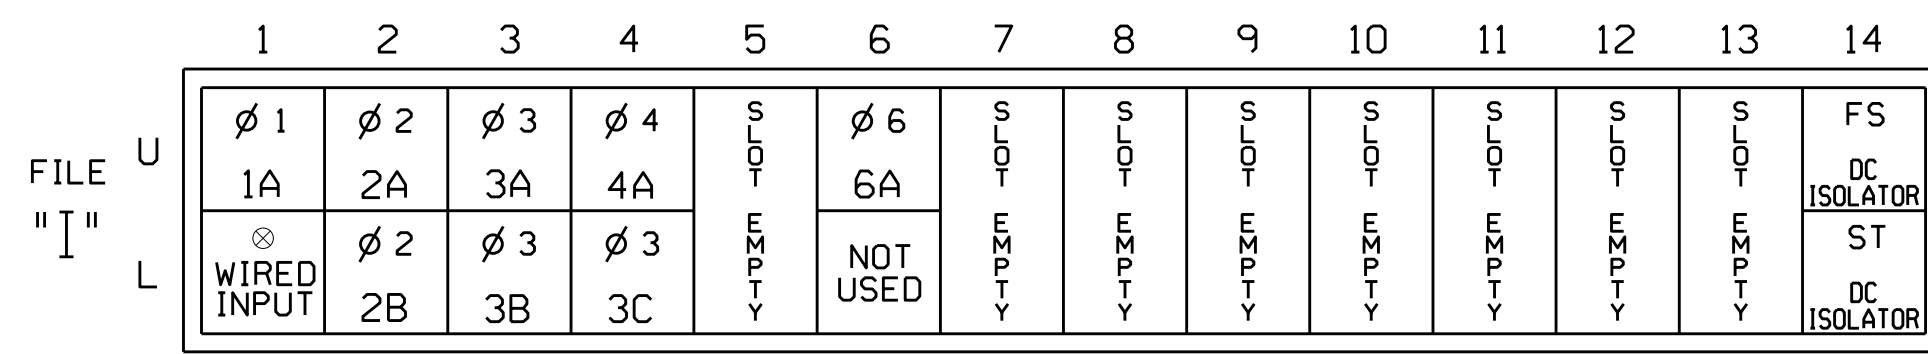 1 2 3 4 5 6 7 8 9 10 11 12 13 14
FILE
"I"
U
L
Ø 1
1A
⊗
WIRED
INPUT
Ø 2
2A
Ø 2
2B
Ø 3
3A
Ø 3
3B
Ø 4
4A
Ø 3
3C
SLOT EMPTY
Ø 6
6A
NOT
USED
SLOT EMPTY
SLOT EMPTY
SLOT EMPTY
SLOT EMPTY
SLOT EMPTY
SLOT EMPTY
SLOT EMPTY
FS
DC
ISOLATOR
ST
DC
ISOLATOR